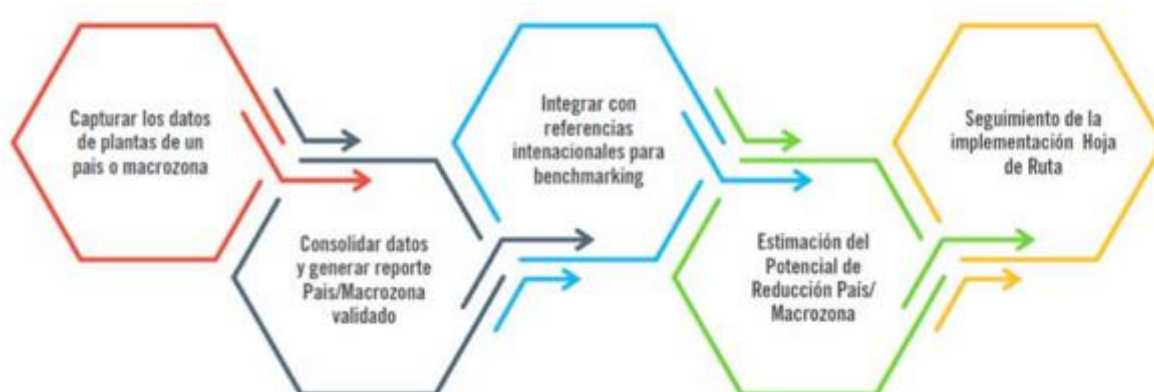 Capturar los datos
de plantas de un
país o macrozona
Consolidar datos
y generar reporte
País/Macrozona
validado
Integrar con
referencias
intenacionales para
benchmarking
Estimación del
Potencial de
Reducción País/
Macrozona
Seguimiento de la
implementación Hoja
de Ruta